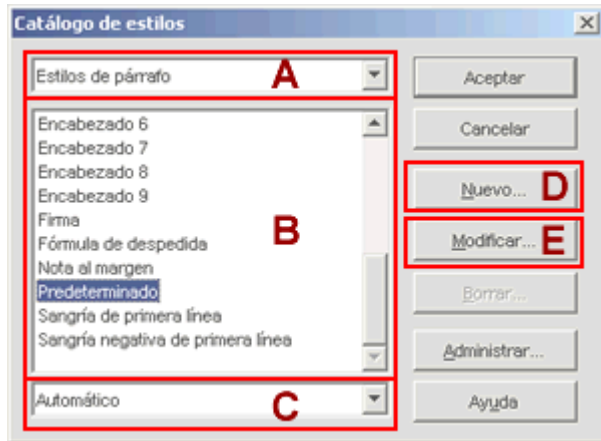 Catálogo de estilos
Estilos de párrafo A
Aceptar
Encabezado 6
Encabezado 7
Encabezado 8
Encabezado 9
Firma
Fórmula de despedida
Nota al margen
Predeterminado
Sangría de primera línea
Sangría negativa de primera línea
B
Cancelar
Nuevo... D
Modificar... E
Borrar...
Administrar...
Automático C
Ayuda